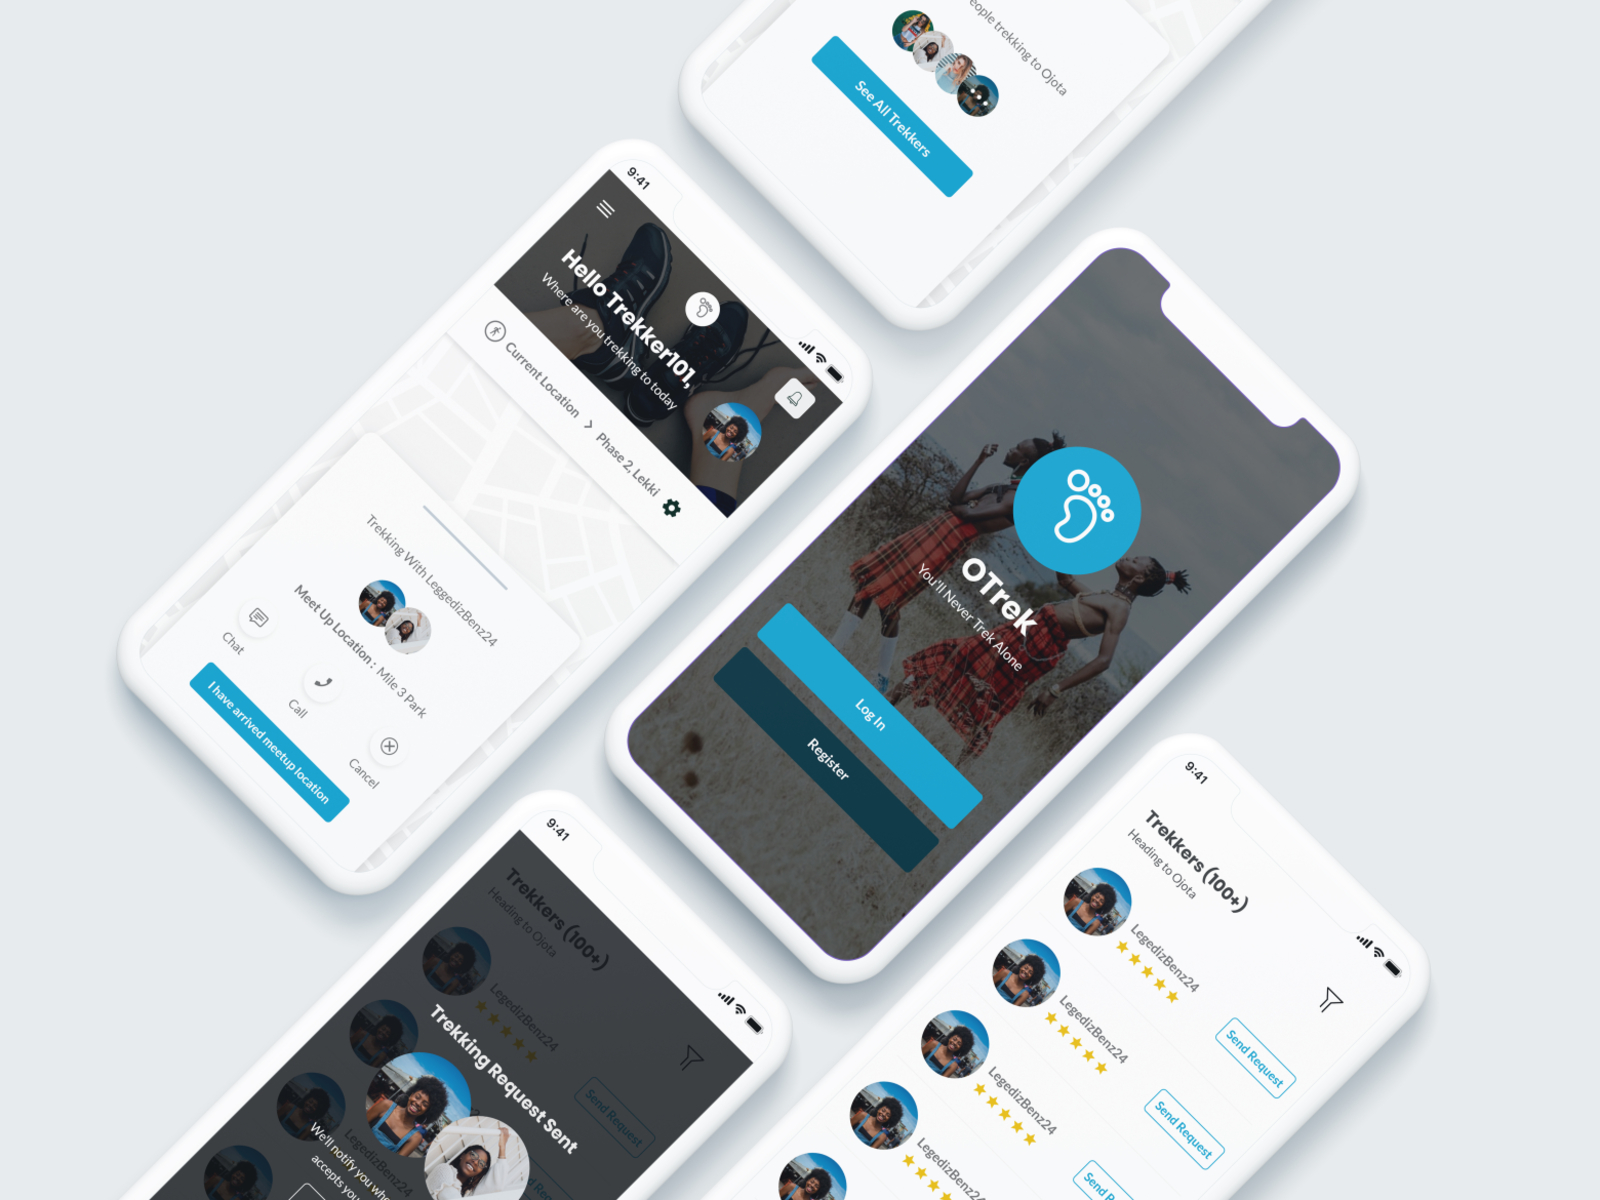 eople trekking to Ojota
See All Trekkers
9:41
Hello Trekker101,
Where are you trekking to today
Current Location > Phase 2, Lekki
Trekking With LeggedizBenz24
Meet Up Location : Mile 3 Park
Chat
Call
Cancel
I have arrived meetup location
OTrek
You'll Never Trek Alone
Log In
Register
9:41
Trekkers (100+)
Heading to Ojota
LegedizBenz24
Send Request
Trekking Request Sent
LegedizBenz24
We'll notify you whe
accepts you
9:41
Trekkers (100+)
Heading to Ojota
LegedizBenz24
Send Request
LegedizBenz24
Send Request
LegedizBenz24
Send R
LegedizBenz24